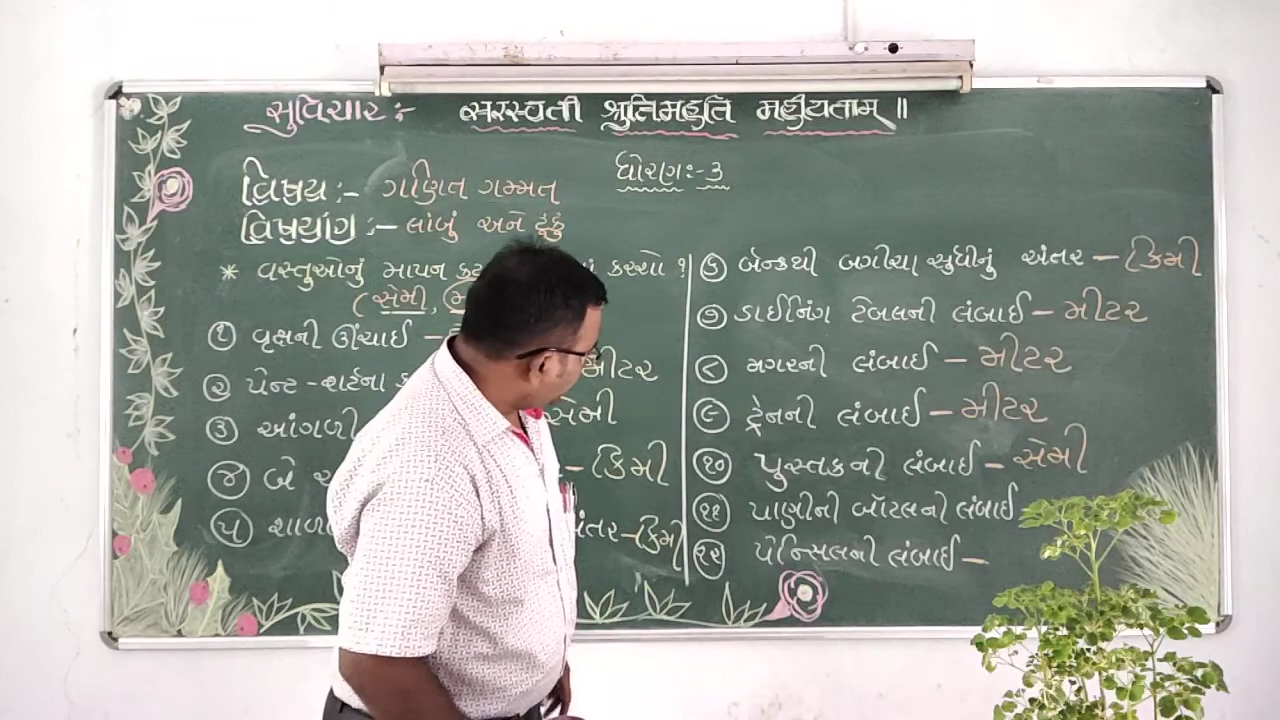 સુવિચાર:- સરસ્વતી શ્રુતિમહતિ મહીયતામ્ ॥
ધોરણ:- ૩
વિષય:- ગણિત ગમ્મત
વિષયાંગ:- લાંબું અને ટૂંકું
* વસ્તુઓનું માપન કરશો ?
(સેમી,
૧ વૃક્ષની ઊંચાઈ –
૨ પેન્ટ-શર્ટના મીટર
૩ આંગળી સેમી
૪ બે – કિમી
૫ શાળા અંતર – કિમી
૬ બેન્કથી બગીચા સુધીનું અંતર – કિમી
૭ ડાઈનિંગ ટેબલની લંબાઈ – મીટર
૮ મગરની લંબાઈ – મીટર
૯ ટ્રેનની લંબાઈ – મીટર
૧૦ પુસ્તકની લંબાઈ – સેમી
૧૧ પાણીની બૉટલની લંબાઈ
૧૨ પેન્સિલની લંબાઈ –